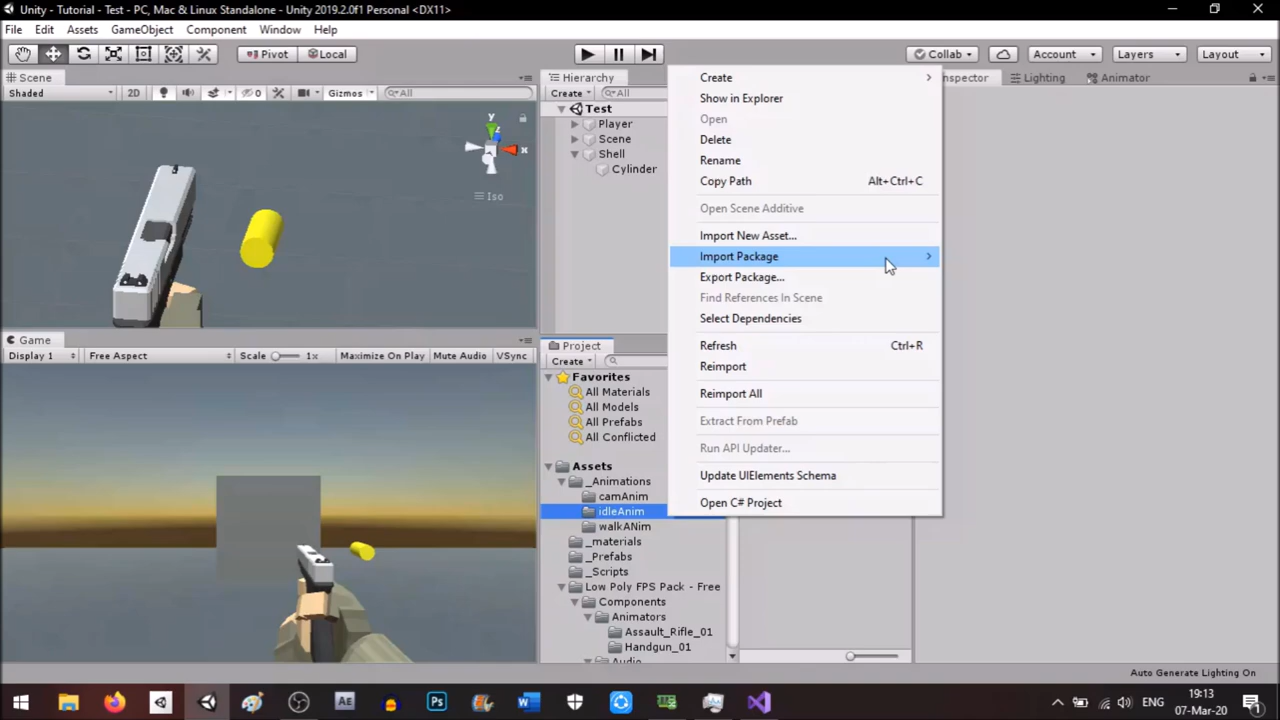 Unity - Tutorial - Test - PC, Mac & Linux Standalone - Unity 2019.2.0f1 Personal <DX11>
File Edit Assets GameObject Component Window Help
Pivot Local Collab Account Layers Layout
Scene
Shaded 2D 0 Gizmos All
y
z
x
Iso
Game
Display 1 Free Aspect Scale 1x Maximize On Play Mute Audio VSync
Hierarchy
Create All
Test
Player
Scene
Shell
Cylinder
Project
Create
Favorites
All Materials
All Models
All Prefabs
All Conflicted
Assets
_Animations
camAnim
idleAnim
walkANim
_materials
_Prefabs
_Scripts
Low Poly FPS Pack - Free
Components
Animators
Assault_Rifle_01
Handgun_01
Audio
Create
Show in Explorer
Open
Delete
Rename
Copy Path Alt+Ctrl+C
Open Scene Additive
Import New Asset...
Import Package
Export Package...
Find References In Scene
Select Dependencies
Refresh Ctrl+R
Reimport
Reimport All
Extract From Prefab
Run API Updater...
Update UIElements Schema
Open C# Project
nspector Lighting Animator
Auto Generate Lighting On
Ae Ps W
ENG
19:13
07-Mar-20
1